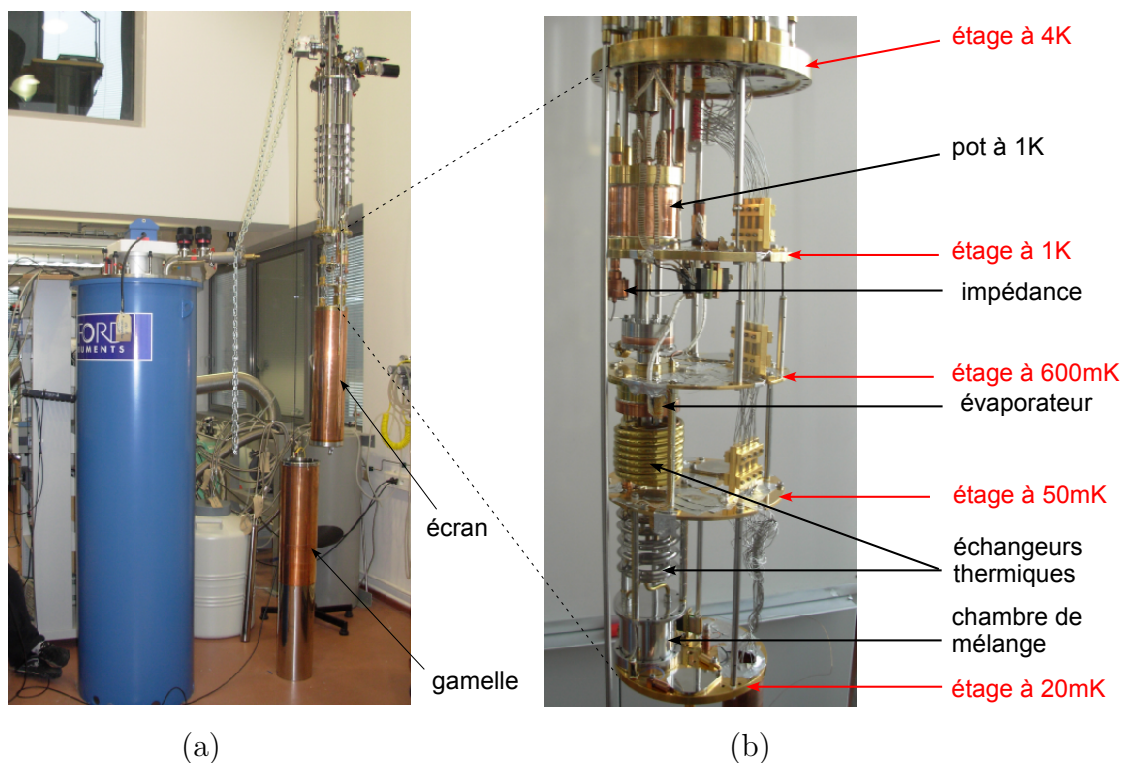 étage à 4K
pot à 1K
étage à 1K
impédance
étage à 600mK
évaporateur
étage à 50mK
échangeurs
thermiques
chambre de
mélange
étage à 20mK
FORD
UMENTS
écran
gamelle
(a)
(b)